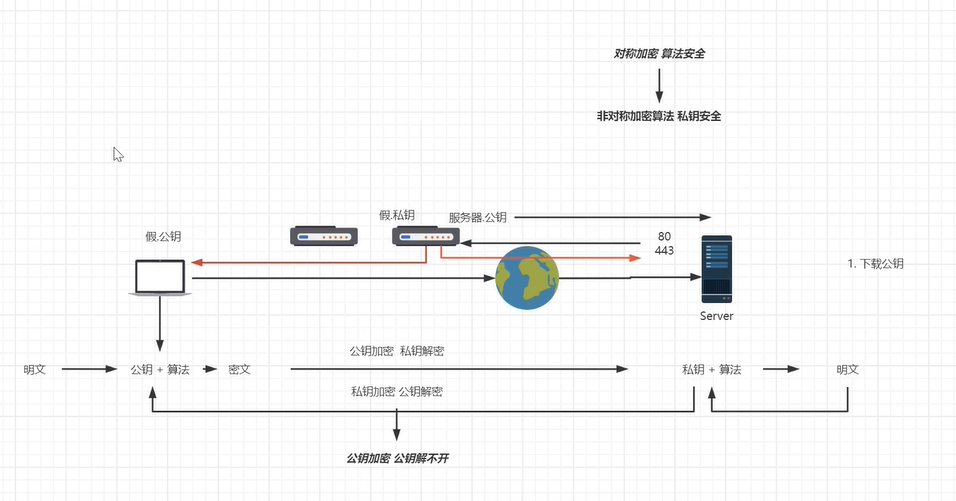 对称加密 算法安全
非对称加密算法 私钥安全
假.私钥
服务器.公钥
假.公钥
80
443
1. 下载公钥
Server
公钥加密 私钥解密
明文
公钥 + 算法
密文
私钥 + 算法
明文
私钥加密 公钥解密
公钥加密 公钥解不开